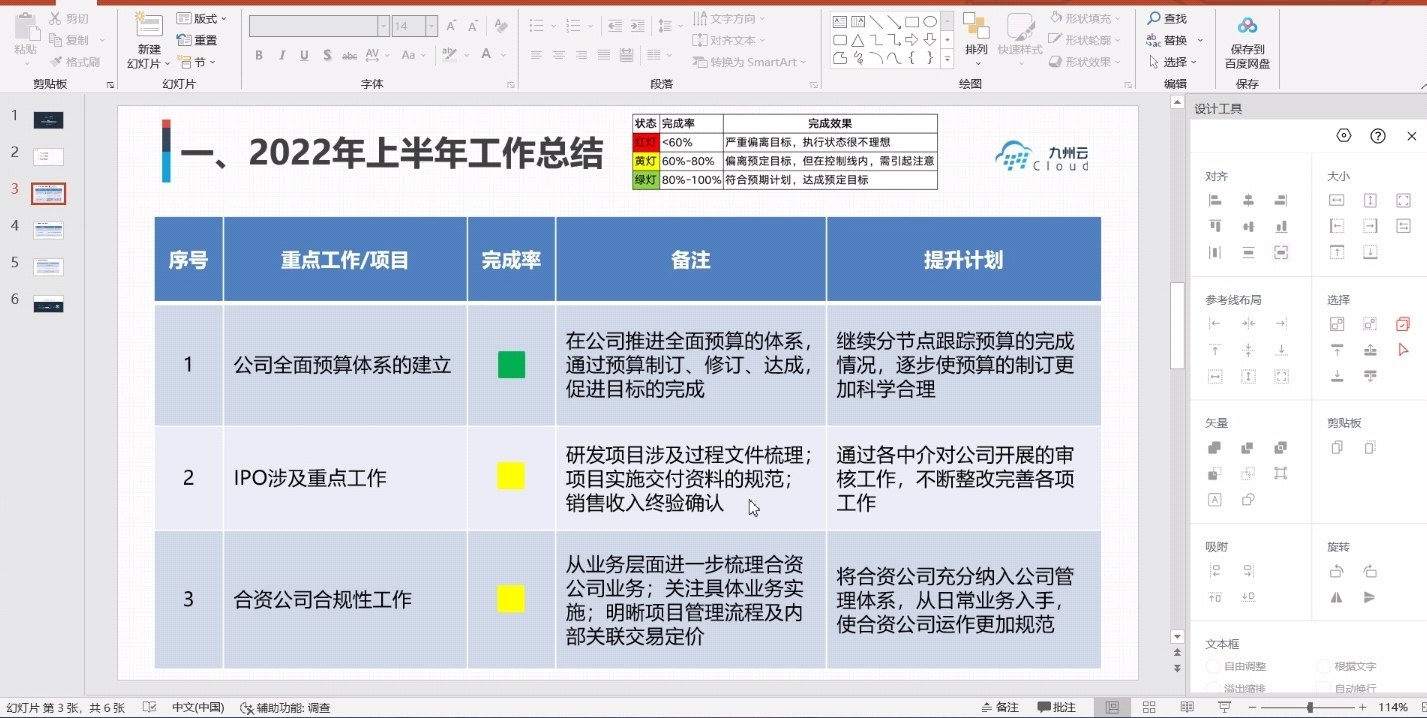 粘贴
剪切
复制
格式刷
剪贴板
新建
幻灯片
版式
重置
节
幻灯片
14
B I U S abc AV Aa A
字体
文字方向
对齐文本
转换为 SmartArt
段落
排列
快速样式
形状填充
形状轮廓
形状效果
绘图
查找
替换
选择
编辑
保存到
百度网盘
保存
1
2
3
4
5
6
一、2022年上半年工作总结
状态 完成率 完成效果
红灯 <60% 严重偏离目标，执行状态很不理想
黄灯 60%-80% 偏离预定目标，但在控制线内，需引起注意
绿灯 80%-100% 符合预期计划，达成预定目标
九州云
Cloud
序号 重点工作/项目 完成率 备注 提升计划
1 公司全面预算体系的建立
在公司推进全面预算的体系，
通过预算制订、修订、达成，
促进目标的完成
继续分节点跟踪预算的完成
情况，逐步使预算的制订更
加科学合理
2 IPO涉及重点工作
研发项目涉及过程文件梳理；
项目实施交付资料的规范；
销售收入终验确认
通过各中介对公司开展的审
核工作，不断整改完善各项
工作
3 合资公司合规性工作
从业务层面进一步梳理合资
公司业务；关注具体业务实
施；明晰项目管理流程及内
部关联交易定价
将合资公司充分纳入公司管
理体系，从日常业务入手，
使合资公司运作更加规范
设计工具
对齐
大小
参考线布局
选择
矢量
剪贴板
吸附
旋转
文本框
自由调整
根据文字
溢出缩排
自动换行
幻灯片 第 3 张，共 6 张
中文(中国)
辅助功能: 调查
备注
批注
114%